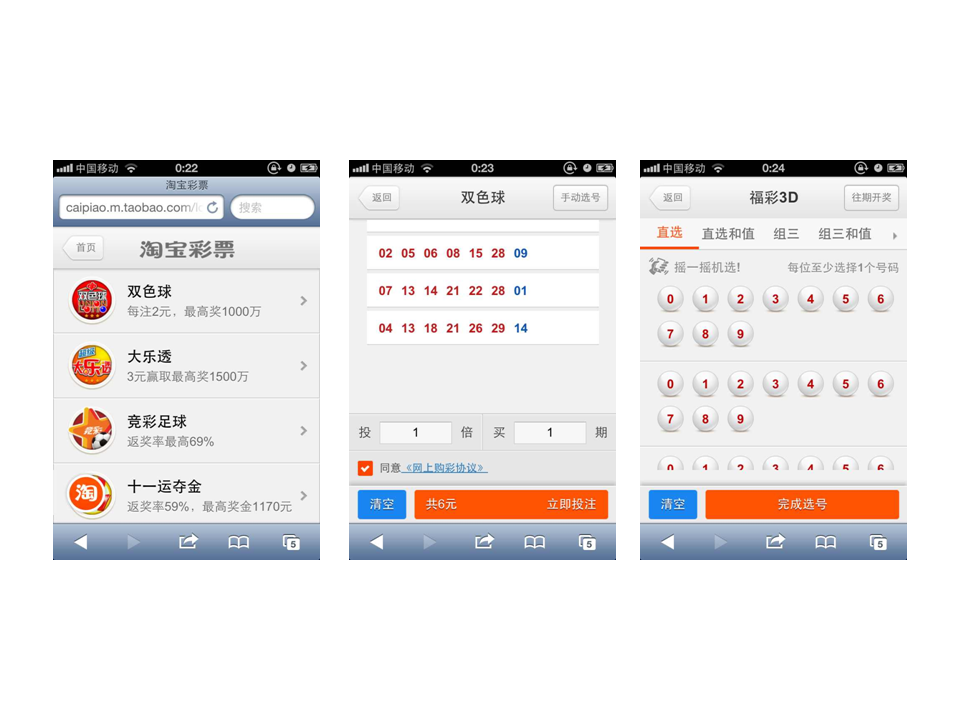 中国移动 0:22
淘宝彩票
caipiao.m.taobao.com/lo 搜索
首页 淘宝彩票
双色球
每注2元，最高奖1000万
大乐透
3元赢取最高奖1500万
竞彩足球
返奖率最高69%
十一运夺金
返奖率59%，最高奖金1170元
5
中国移动 0:23
返回 双色球 手动选号
02 05 06 08 15 28 09
07 13 14 21 22 28 01
04 13 18 21 26 29 14
投 1 倍 买 1 期
同意《网上购彩协议》
清空 共6元 立即投注
5
中国移动 0:24
返回 福彩3D 往期开奖
直选 直选和值 组三 组三和值
摇一摇机选! 每位至少选择1个号码
0 1 2 3 4 5 6
7 8 9
0 1 2 3 4 5 6
7 8 9
0 1 2 3 4 5 6
清空 完成选号
5